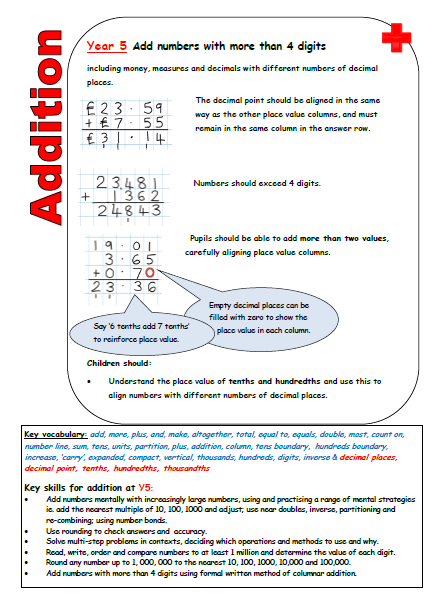 Addition
Year 5 Add numbers with more than 4 digits
including money, measures and decimals with different numbers of decimal
places.
£ 2 3 · 5 9
+ £ 7 · 5 5
£ 3 1 · 1 4
1 1
The decimal point should be aligned in the same
way as the other place value columns, and must
remain in the same column in the answer row.
2 3 4 8 1
+ 1 3 6 2
2 4 8 4 3
1
Numbers should exceed 4 digits.
1 9 · 0 1
3 · 6 5
+ 0 · 7 0
2 3 · 3 6
1 1
Pupils should be able to add more than two values,
carefully aligning place value columns.
Empty decimal places can be
filled with zero to show the
place value in each column.
Say '6 tenths add 7 tenths'
to reinforce place value.
Children should:
• Understand the place value of tenths and hundredths and use this to
align numbers with different numbers of decimal places.
Key vocabulary: add, more, plus, and, make, altogether, total, equal to, equals, double, most, count on,
number line, sum, tens, units, partition, plus, addition, column, tens boundary, hundreds boundary,
increase, 'carry', expanded, compact, vertical, thousands, hundreds, digits, inverse & decimal places,
decimal point, tenths, hundredths, thousandths
Key skills for addition at Y5:
• Add numbers mentally with increasingly large numbers, using and practising a range of mental strategies
ie. add the nearest multiple of 10, 100, 1000 and adjust; use near doubles, inverse, partitioning and
re-combining; using number bonds.
• Use rounding to check answers and accuracy.
• Solve multi-step problems in contexts, deciding which operations and methods to use and why.
• Read, write, order and compare numbers to at least 1 million and determine the value of each digit.
• Round any number up to 1, 000, 000 to the nearest 10, 100, 1000, 10,000 and 100,000.
• Add numbers with more than 4 digits using formal written method of columnar addition.